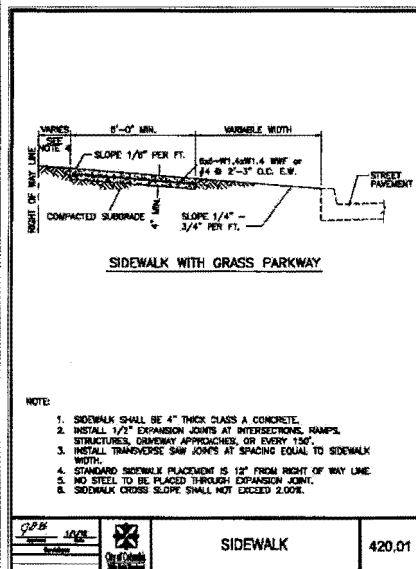 VARIES
SEE
NOTE 4
5'-0" MIN.
VARIABLE WIDTH
SLOPE 1/8" PER FT.
6x6-W1.4xW1.4 WWF or
#4 @ 2'-3" O.C. E.W.
RIGHT OF WAY LINE
STREET
PAVEMENT
COMPACTED SUBGRADE
4" MIN.
SLOPE 1/4" -
3/4" PER FT.
SIDEWALK WITH GRASS PARKWAY
NOTE:
1. SIDEWALK SHALL BE 4" THICK CLASS A CONCRETE.
2. INSTALL 1/2" EXPANSION JOINTS AT INTERSECTIONS, RAMPS,
STRUCTURES, DRIVEWAY APPROACHES, OR EVERY 150'.
3. INSTALL TRANSVERSE SAW JOINTS AT SPACING EQUAL TO SIDEWALK
WIDTH.
4. STANDARD SIDEWALK PLACEMENT IS 12" FROM RIGHT OF WAY LINE
5. NO STEEL TO BE PLACED THROUGH EXPANSION JOINT.
6. SIDEWALK CROSS SLOPE SHALL NOT EXCEED 2.00%.
City of Columbia
SIDEWALK
420.01